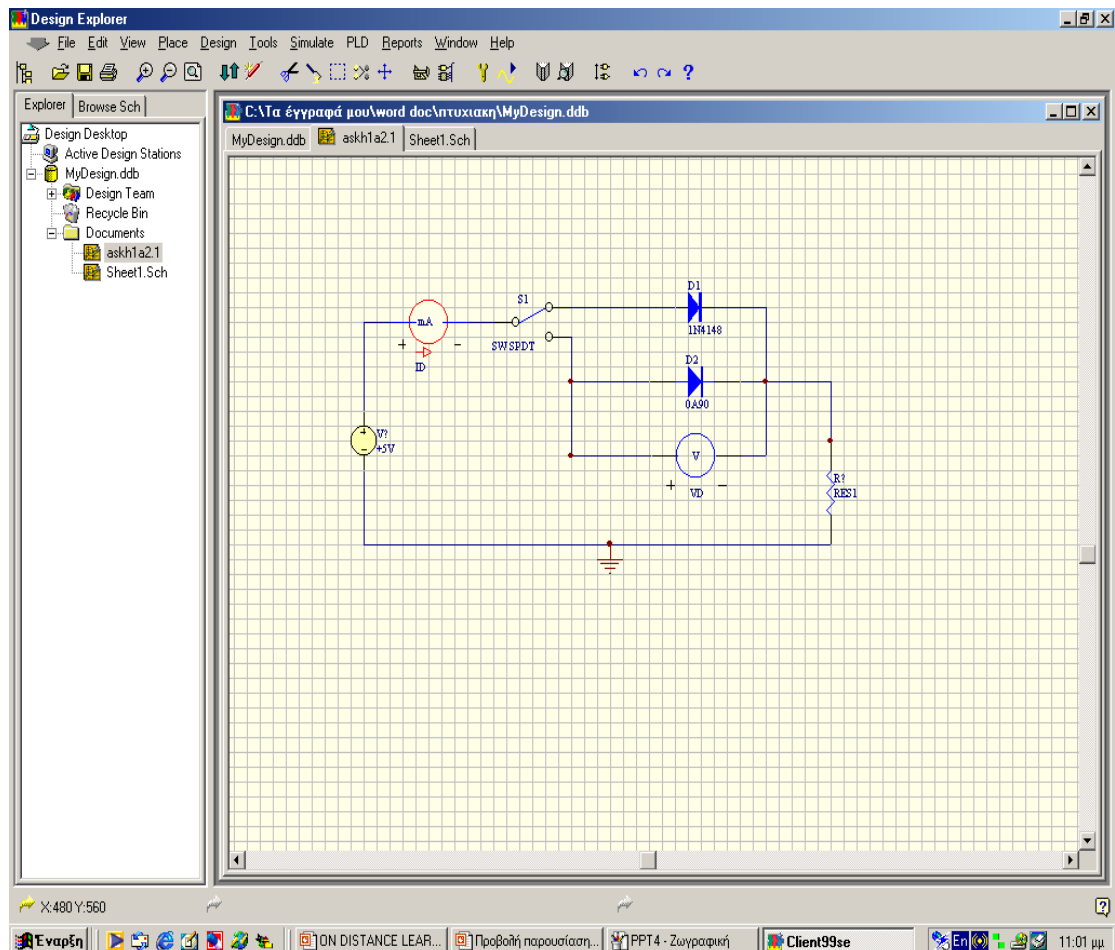 Design Explorer
File Edit View Place Design Tools Simulate PLD Reports Window Help
Explorer Browse Sch
Design Desktop
Active Design Stations
MyDesign.ddb
Design Team
Recycle Bin
Documents
askh1a2.1
Sheet1.Sch
C:\Τα έγγραφά μου\word doc\πτυχιακη\MyDesign.ddb
MyDesign.ddb askh1a2.1 Sheet1.Sch
D1
1N4148
S1
SW SPDT
mA
+ -
ID
D2
0A90
V?
+5V
+
-
V
+ -
VD
R?
RES1
X:480 Y:560
Έναρξη ON DISTANCE LEAR... Προβολή παρουσίαση... PPT4 - Ζωγραφική Client99se En 11:01 μμ